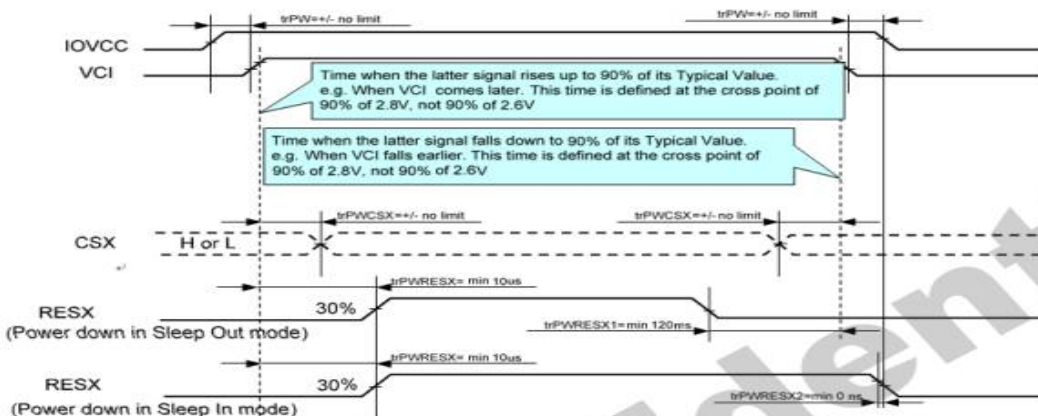 trPW=+/- no limit
trPW=+/- no limit
IOVCC
VCI
Time when the latter signal rises up to 90% of its Typical Value.
e.g. When VCI comes later. This time is defined at the cross point of
90% of 2.8V, not 90% of 2.6V
Time when the latter signal falls down to 90% of its Typical Value.
e.g. When VCI falls earlier. This time is defined at the cross point of
90% of 2.8V, not 90% of 2.6V
trPWCSX=+/- no limit
trPWCSX=+/- no limit
CSX
H or L
trPWRESX= min 10us
RESX
30%
(Power down in Sleep Out mode)
trPWRESX1=min 120ms
trPWRESX= min 10us
RESX
30%
(Power down in Sleep In mode)
trPWRESX2=min 0 ns